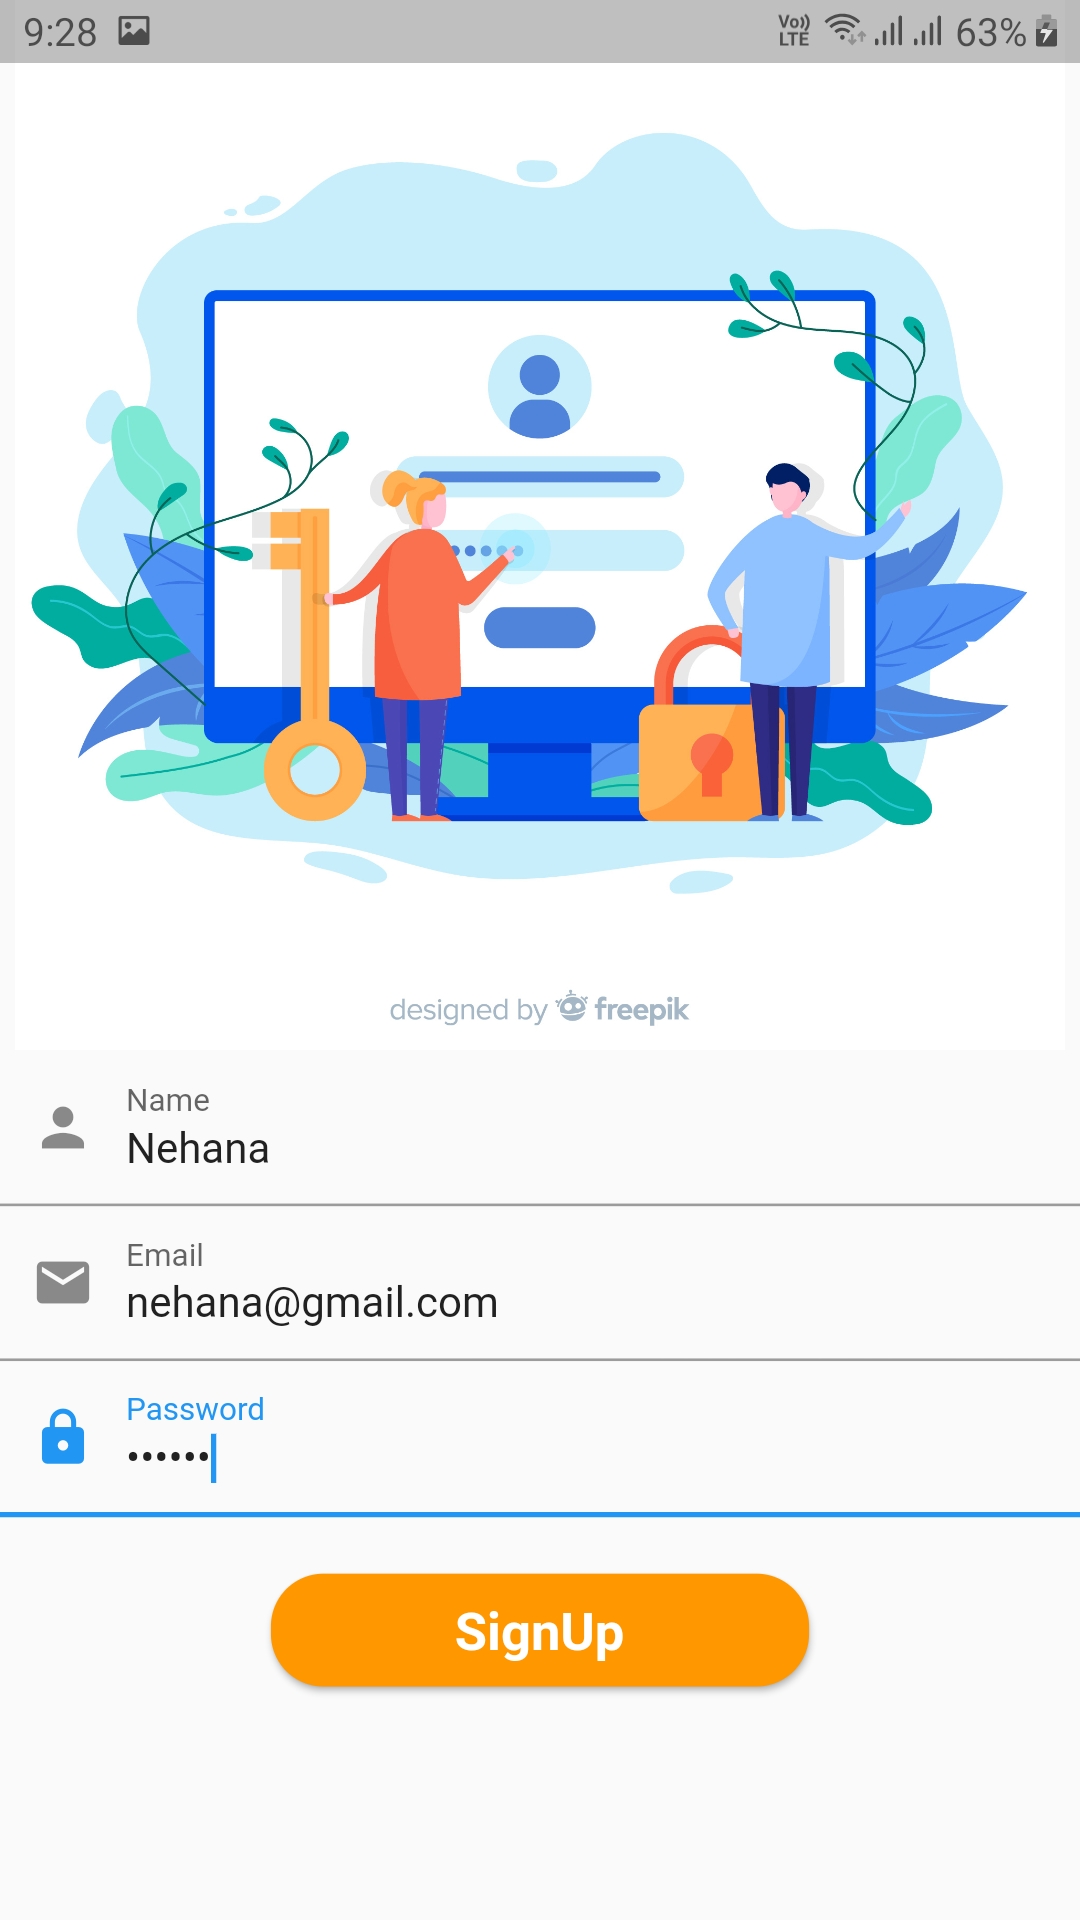 9:28
Vo)) LTE 63%
designed by freepik
Name
Nehana
Email
nehana@gmail.com
Password
••••••
SignUp